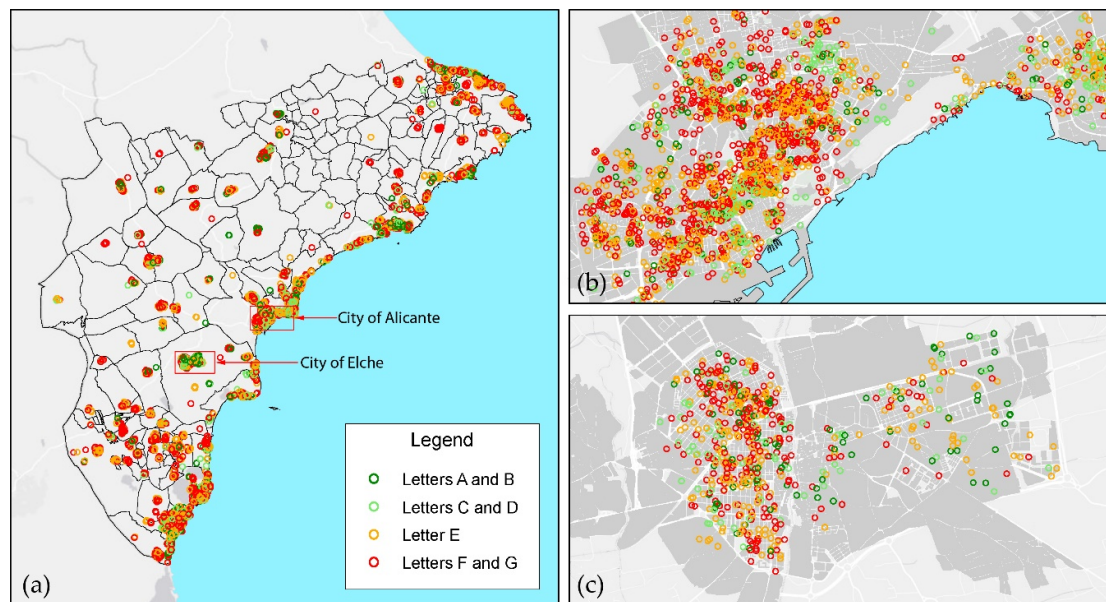 City of Alicante
City of Elche
Legend
Letters A and B
Letters C and D
Letter E
Letters F and G
(a)
(b)
(c)